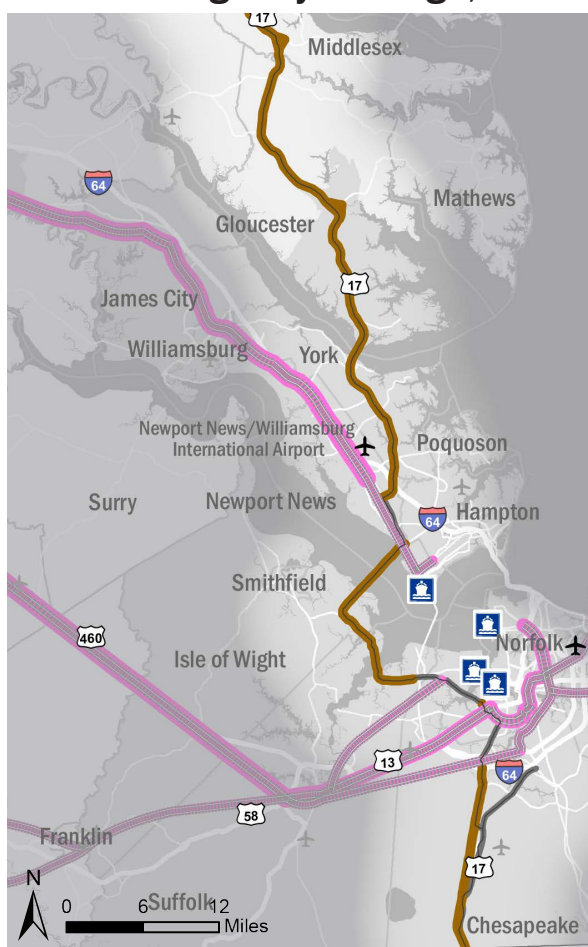 17
Middlesex
64
Mathews
Gloucester
17
James City
Williamsburg
York
Newport News/Williamsburg
International Airport
Poquoson
Surry
Newport News
64
Hampton
Smithfield
460
Norfolk
Isle of Wight
13
64
58
Franklin
17
N
0 6 12
Miles
Suffolk
Chesapeake